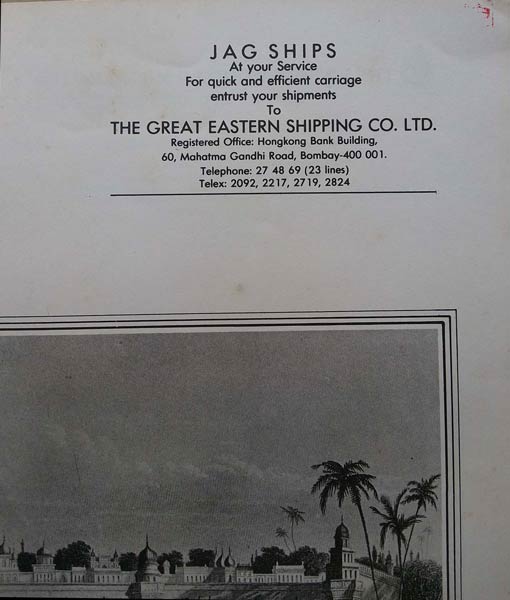 JAG SHIPS
At your Service
For quick and efficient carriage
entrust your shipments
To
THE GREAT EASTERN SHIPPING CO. LTD.
Registered Office: Hongkong Bank Building,
60, Mahatma Gandhi Road, Bombay-400 001.
Telephone: 27 48 69 (23 lines)
Telex: 2092, 2217, 2719, 2824